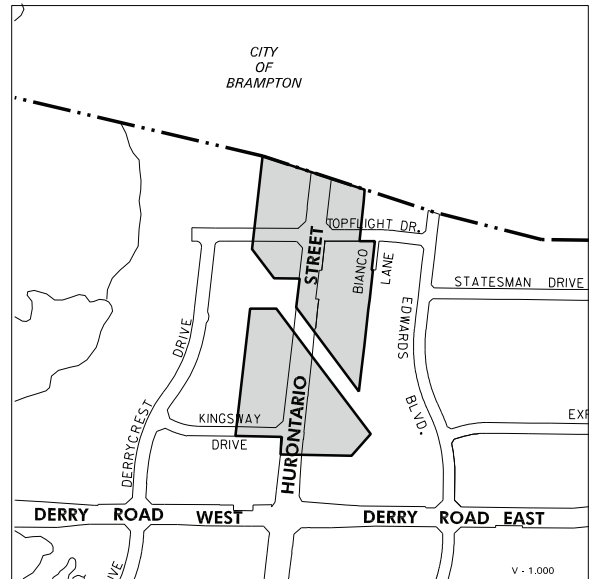 CITY
OF
BRAMPTON
TOPFLIGHT DR.
STREET
BIANCO
LANE
STATESMAN DRIVE
EDWARDS
BLVD.
DRIVE
DERRYCREST
KINGSWAY
DRIVE
HURONTARIO
DERRY ROAD WEST
DERRY ROAD EAST
V - 1.000